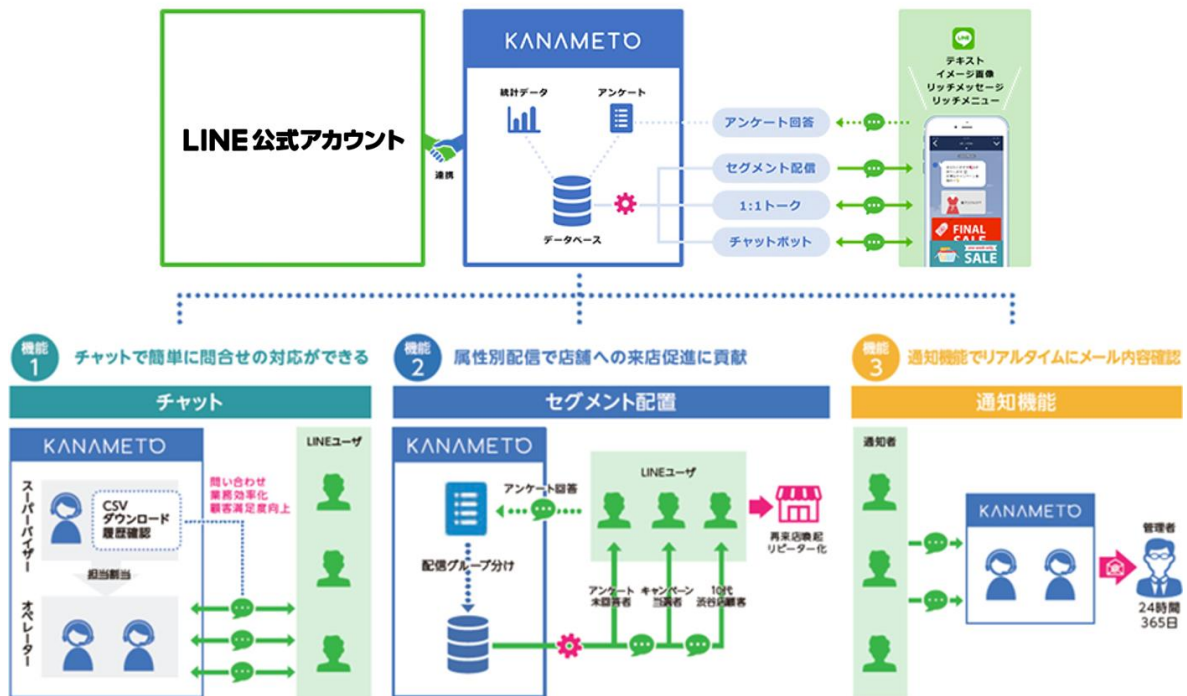 LINE公式アカウント
連携
KANAMETO
統計データ
アンケート
データベース
アンケート回答
セグメント配信
1:1トーク
チャットボット
LINE
テキスト
イメージ画像
リッチメッセージ
リッチメニュー
FINAL
SALE
SALE
機能
1
チャットで簡単に問合せの対応ができる
チャット
KANAMETO
スーパーバイザー
CSV
ダウンロード
履歴確認
担当割当
オペレーター
問い合わせ
業務効率化
顧客満足度向上
LINEユーザ
機能
2
属性別配信で店舗への来店促進に貢献
セグメント配置
KANAMETO
アンケート回答
配信グループ分け
LINEユーザ
アンケート
未回答者
キャンペーン
当選者
10代
渋谷店顧客
再来店喚起
リピーター化
機能
3
通知機能でリアルタイムにメール内容確認
通知機能
通知者
KANAMETO
管理者
24時間
365日